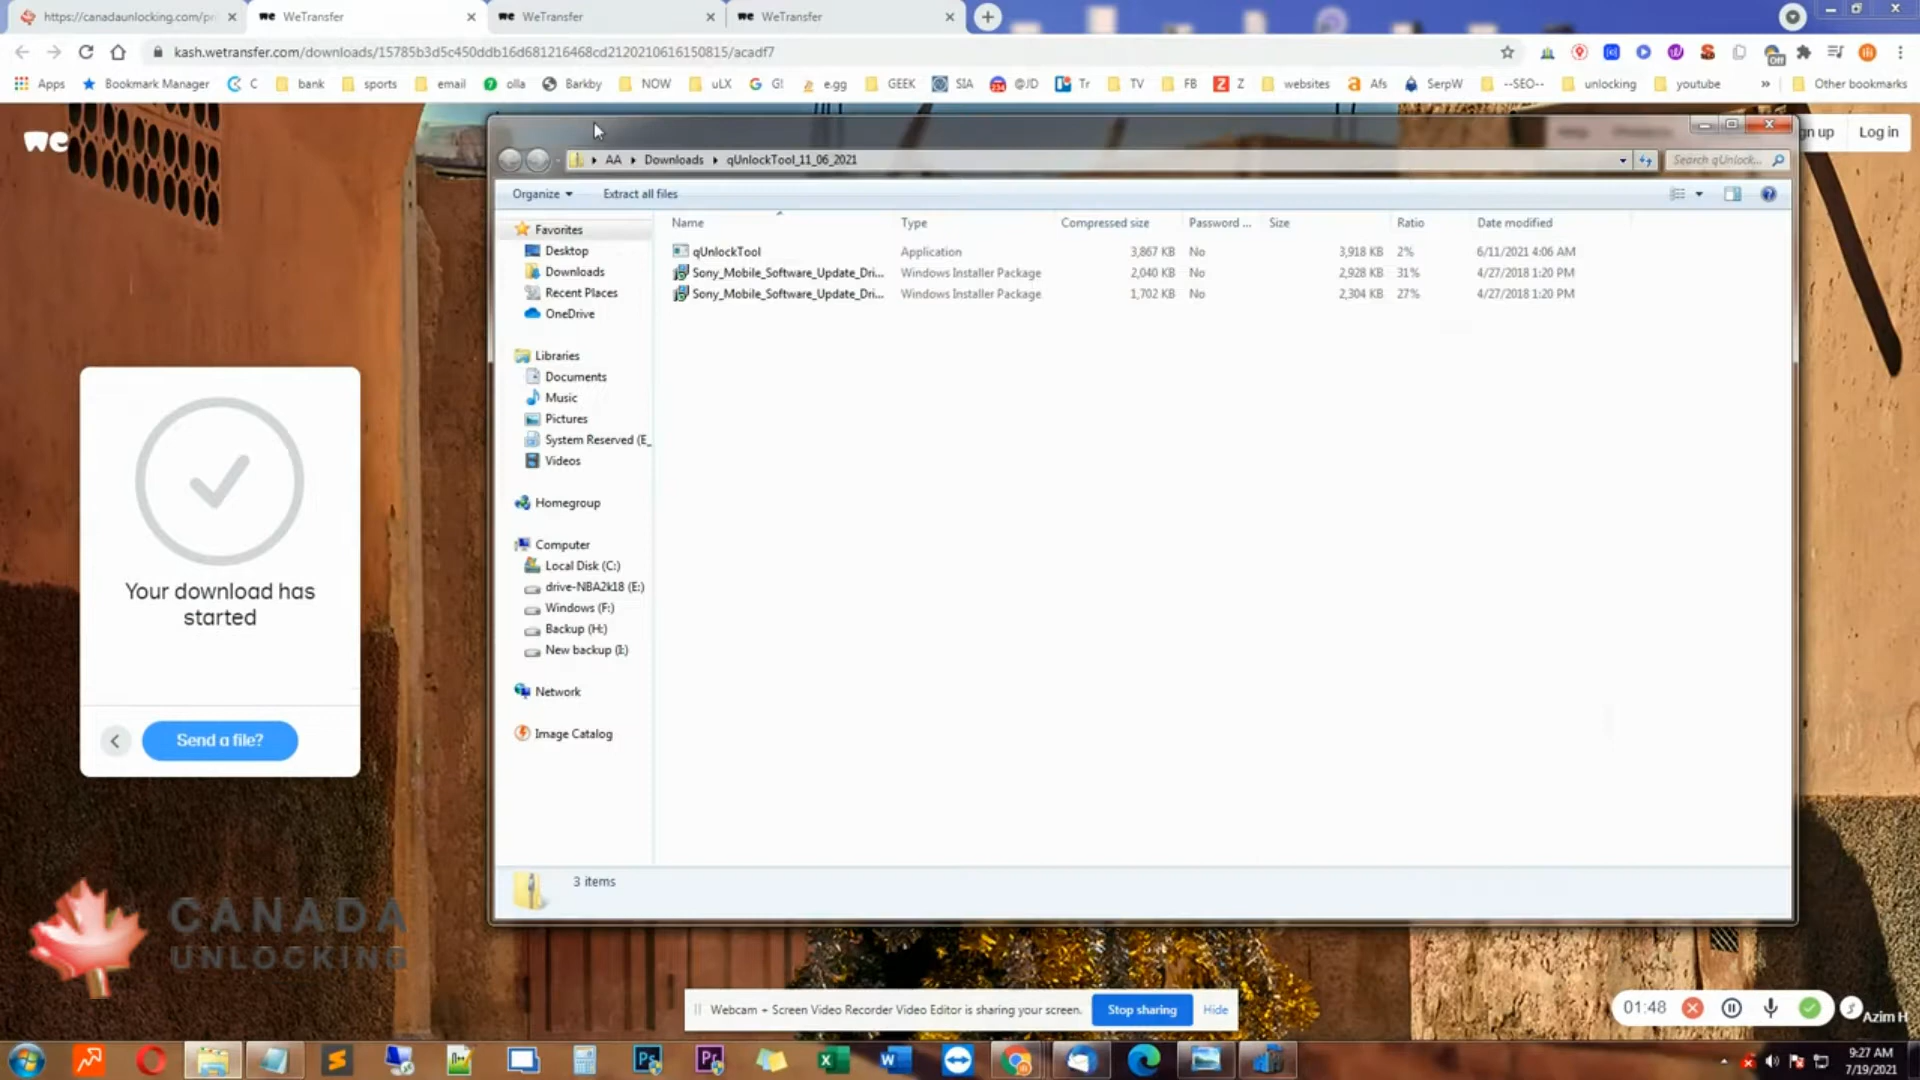 https://canadaunlocking.com/pr
WeTransfer
WeTransfer
WeTransfer
kash.wetransfer.com/downloads/15785b3d5c450ddb16d681216468cd2120210616150815/acadf7
Apps
Bookmark Manager
C
bank
sports
email
olla
Barkby
NOW
uLX
G!
e.gg
GEEK
SIA
@JD
Tr
TV
FB
Z
websites
Afs
SerpW
--SEO--
unlocking
youtube
»
Other bookmarks
we
gn up
Log in
AA
Downloads
qUnlockTool_11_06_2021
Search qUnlock...
Organize
Extract all files
Name
Type
Compressed size
Password ...
Size
Ratio
Date modified
qUnlockTool
Application
3,867 KB
No
3,918 KB
2%
6/11/2021 4:06 AM
Sony_Mobile_Software_Update_Dri...
Windows Installer Package
2,040 KB
No
2,928 KB
31%
4/27/2018 1:20 PM
Sony_Mobile_Software_Update_Dri...
Windows Installer Package
1,702 KB
No
2,304 KB
27%
4/27/2018 1:20 PM
Favorites
Desktop
Downloads
Recent Places
OneDrive
Libraries
Documents
Music
Pictures
System Reserved (E_
Videos
Homegroup
Computer
Local Disk (C:)
drive-NBA2k18 (E:)
Windows (F:)
Backup (H:)
New backup (I:)
Network
Image Catalog
3 items
Your download has
started
Send a file?
CANADA
UNLOCKING
Webcam + Screen Video Recorder Video Editor is sharing your screen.
Stop sharing
Hide
01:48
Azim H
9:27 AM
7/19/2021